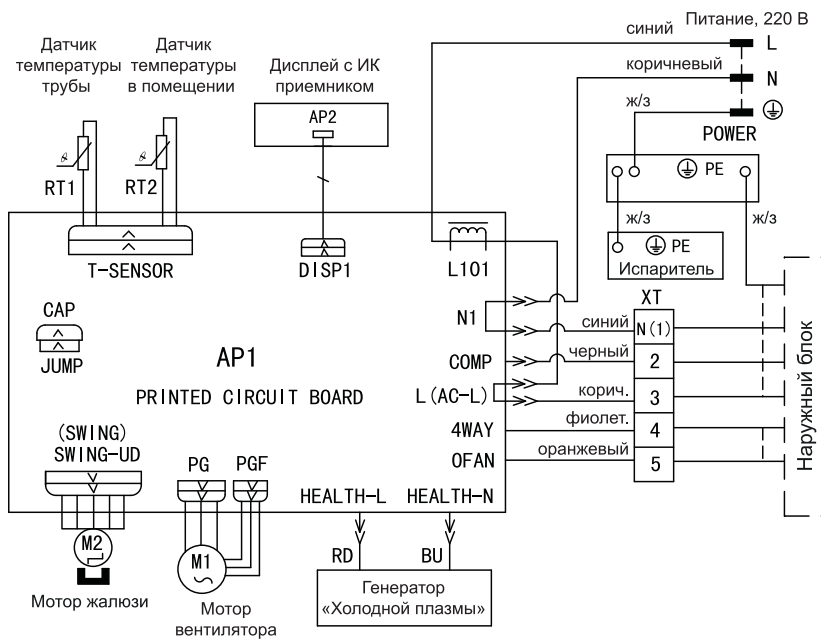 Питание, 220 В
синий
L
Датчик
температуры
трубы
Датчик
температуры
в помещении
Дисплей с ИК
приемником
коричневый
N
AP2
ж/з
POWER
RT1
RT2
PE
ж/з
ж/з
PE
Испаритель
T-SENSOR
DISP1
L101
XT
CAP
JUMP
N1
синий
N(1)
AP1
COMP
черный
2
PRINTED CIRCUIT BOARD
L(AC-L)
корич.
3
(SWING)
SWING-UD
4WAY
фиолет.
4
OFAN
оранжевый
5
Наружный блок
PG
PGF
HEALTH-L
HEALTH-N
M2
M1
RD
BU
Мотор жалюзи
Мотор
вентилятора
Генератор
«Холодной плазмы»